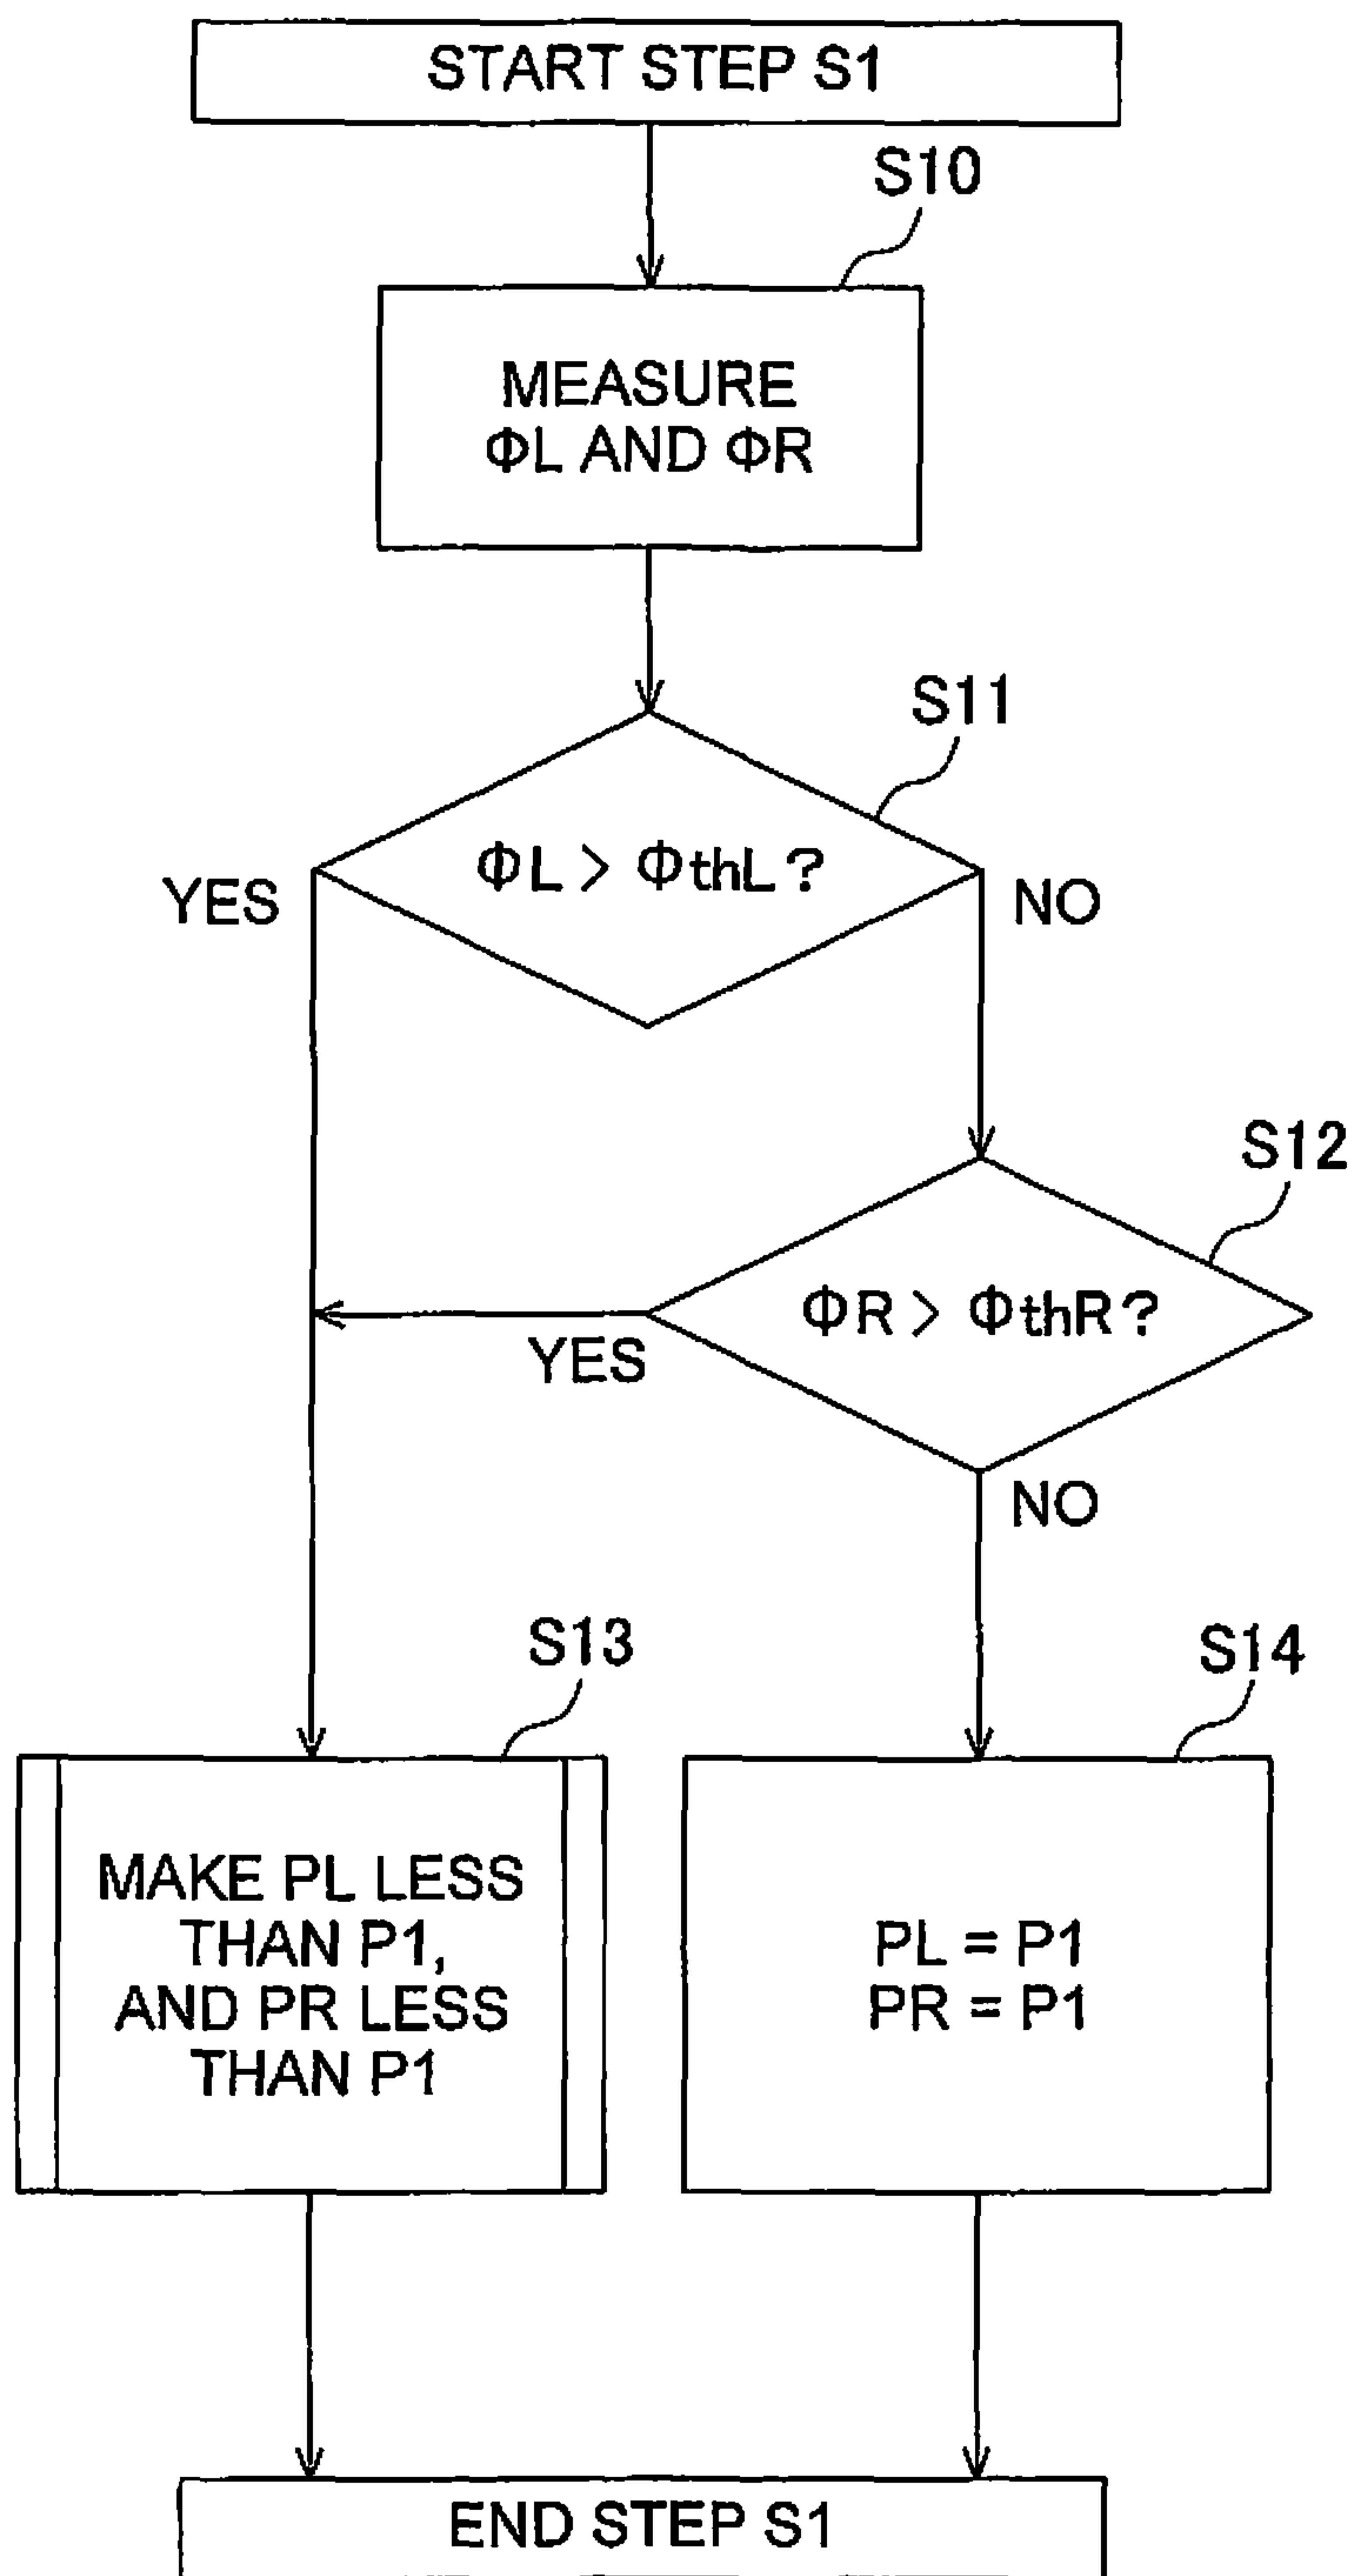 START STEP S1
S10
MEASURE
ΦL AND ΦR
S11
ΦL > ΦthL?
YES
NO
S12
ΦR > ΦthR?
YES
NO
S13
MAKE PL LESS
THAN P1,
AND PR LESS
THAN P1
S14
PL = P1
PR = P1
END STEP S1